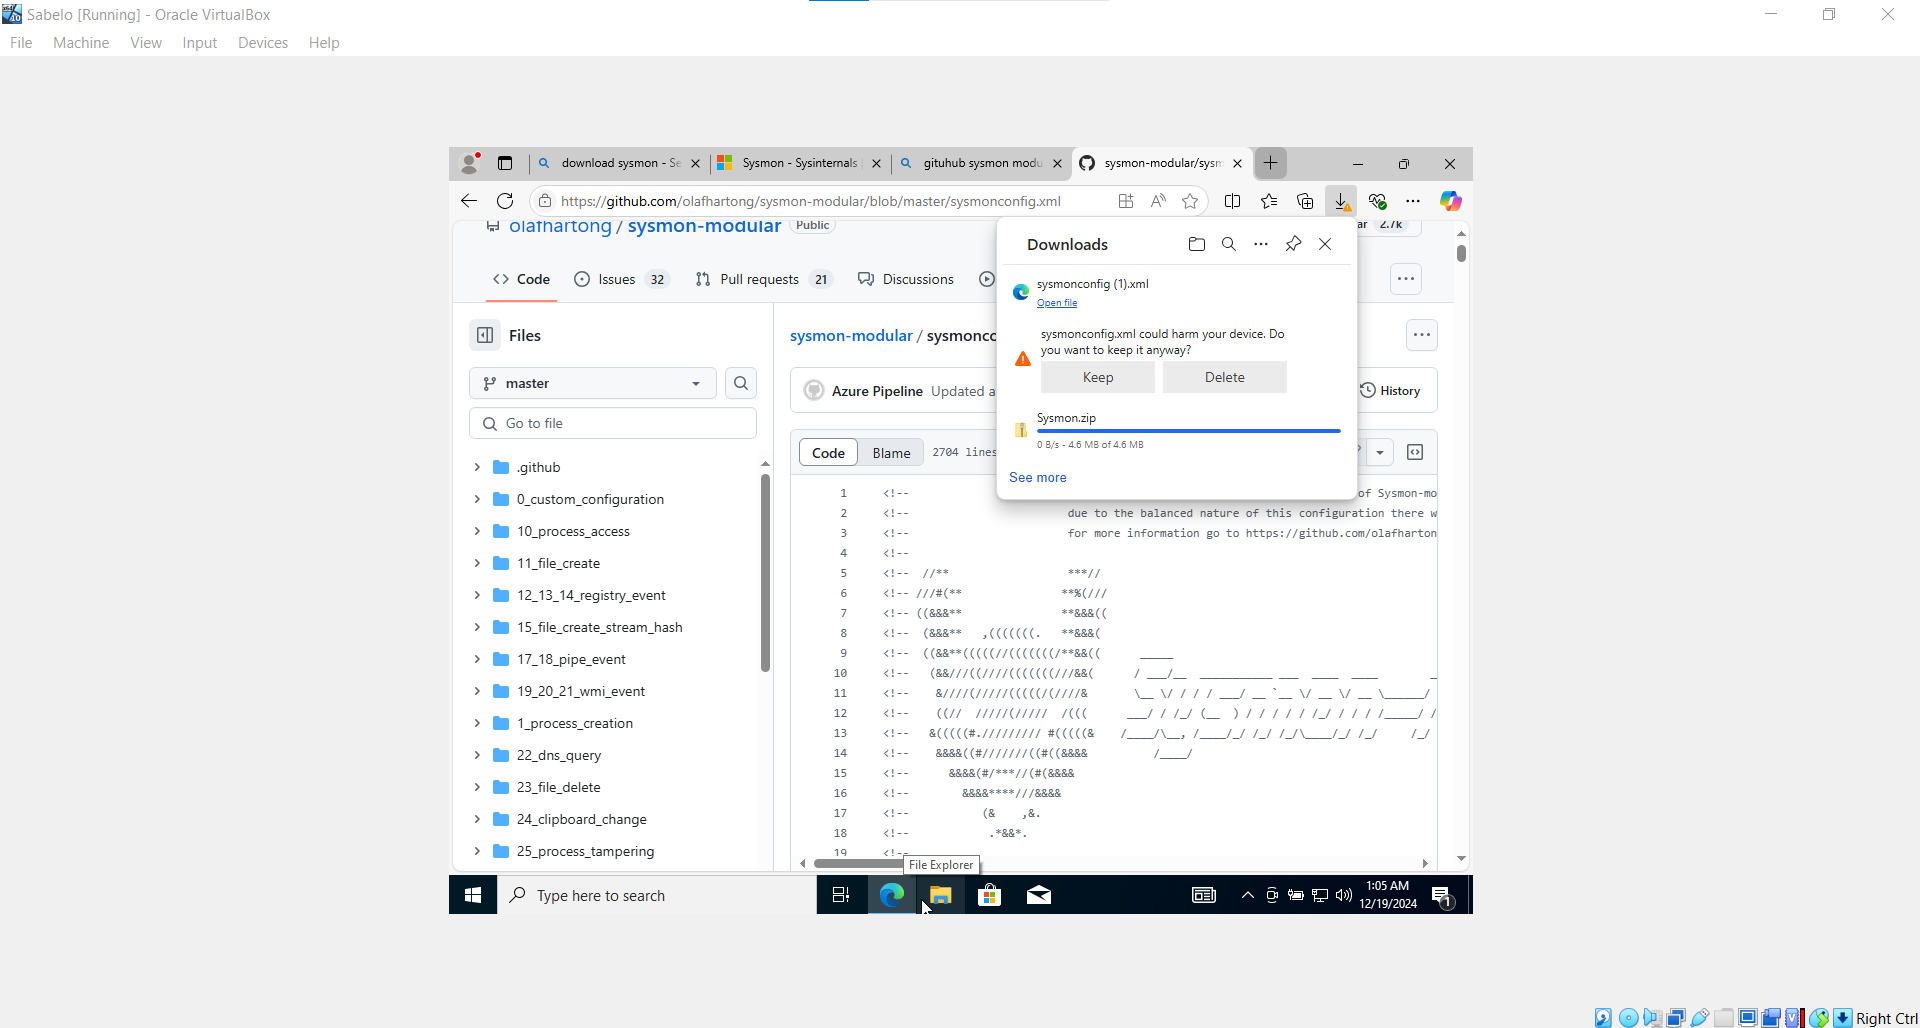 Sabelo [Running] - Oracle VirtualBox
File Machine View Input Devices Help
download sysmon - Se
Sysmon - Sysinternals
gituhub sysmon modu
sysmon-modular/sysm
https://github.com/olafhartong/sysmon-modular/blob/master/sysmonconfig.xml
olafhartong / sysmon-modular Public
ar 2.7k
Code Issues 32 Pull requests 21 Discussions
Downloads
sysmonconfig (1).xml
Open file
sysmonconfig.xml could harm your device. Do
you want to keep it anyway?
Keep Delete
Sysmon.zip
0 B/s - 4.6 MB of 4.6 MB
See more
Files
master
Go to file
.github
0_custom_configuration
10_process_access
11_file_create
12_13_14_registry_event
15_file_create_stream_hash
17_18_pipe_event
19_20_21_wmi_event
1_process_creation
22_dns_query
23_file_delete
24_clipboard_change
25_process_tampering
sysmon-modular / sysmonco
Azure Pipeline Updated a
History
Code Blame 2704 lines
1 <!-- of Sysmon-mo
2 <!-- due to the balanced nature of this configuration there w
3 <!-- for more information go to https://github.com/olafharton
4 <!--
5 <!-- //** ***//
6 <!-- ///#(** **%(///
7 <!-- ((&&&** **&&&((
8 <!-- (&&&** ,(((((((. **&&&(
9 <!-- ((&&**(((((//(((((((/**&&((
10 <!-- (&&///((////(((((((///&&(
11 <!-- &////(/////(((((/(////&
12 <!-- ((// /////(///// /(((
13 <!-- &(((((#.///////// #(((((&
14 <!-- &&&&((#///////((#((&&&&
15 <!-- &&&&(#/***//(#(&&&&
16 <!-- &&&&****///&&&&
17 <!-- (& ,&.
18 <!-- .*&&*.
19 <!--
File Explorer
Type here to search
1:05 AM
12/19/2024
1
Right Ctrl